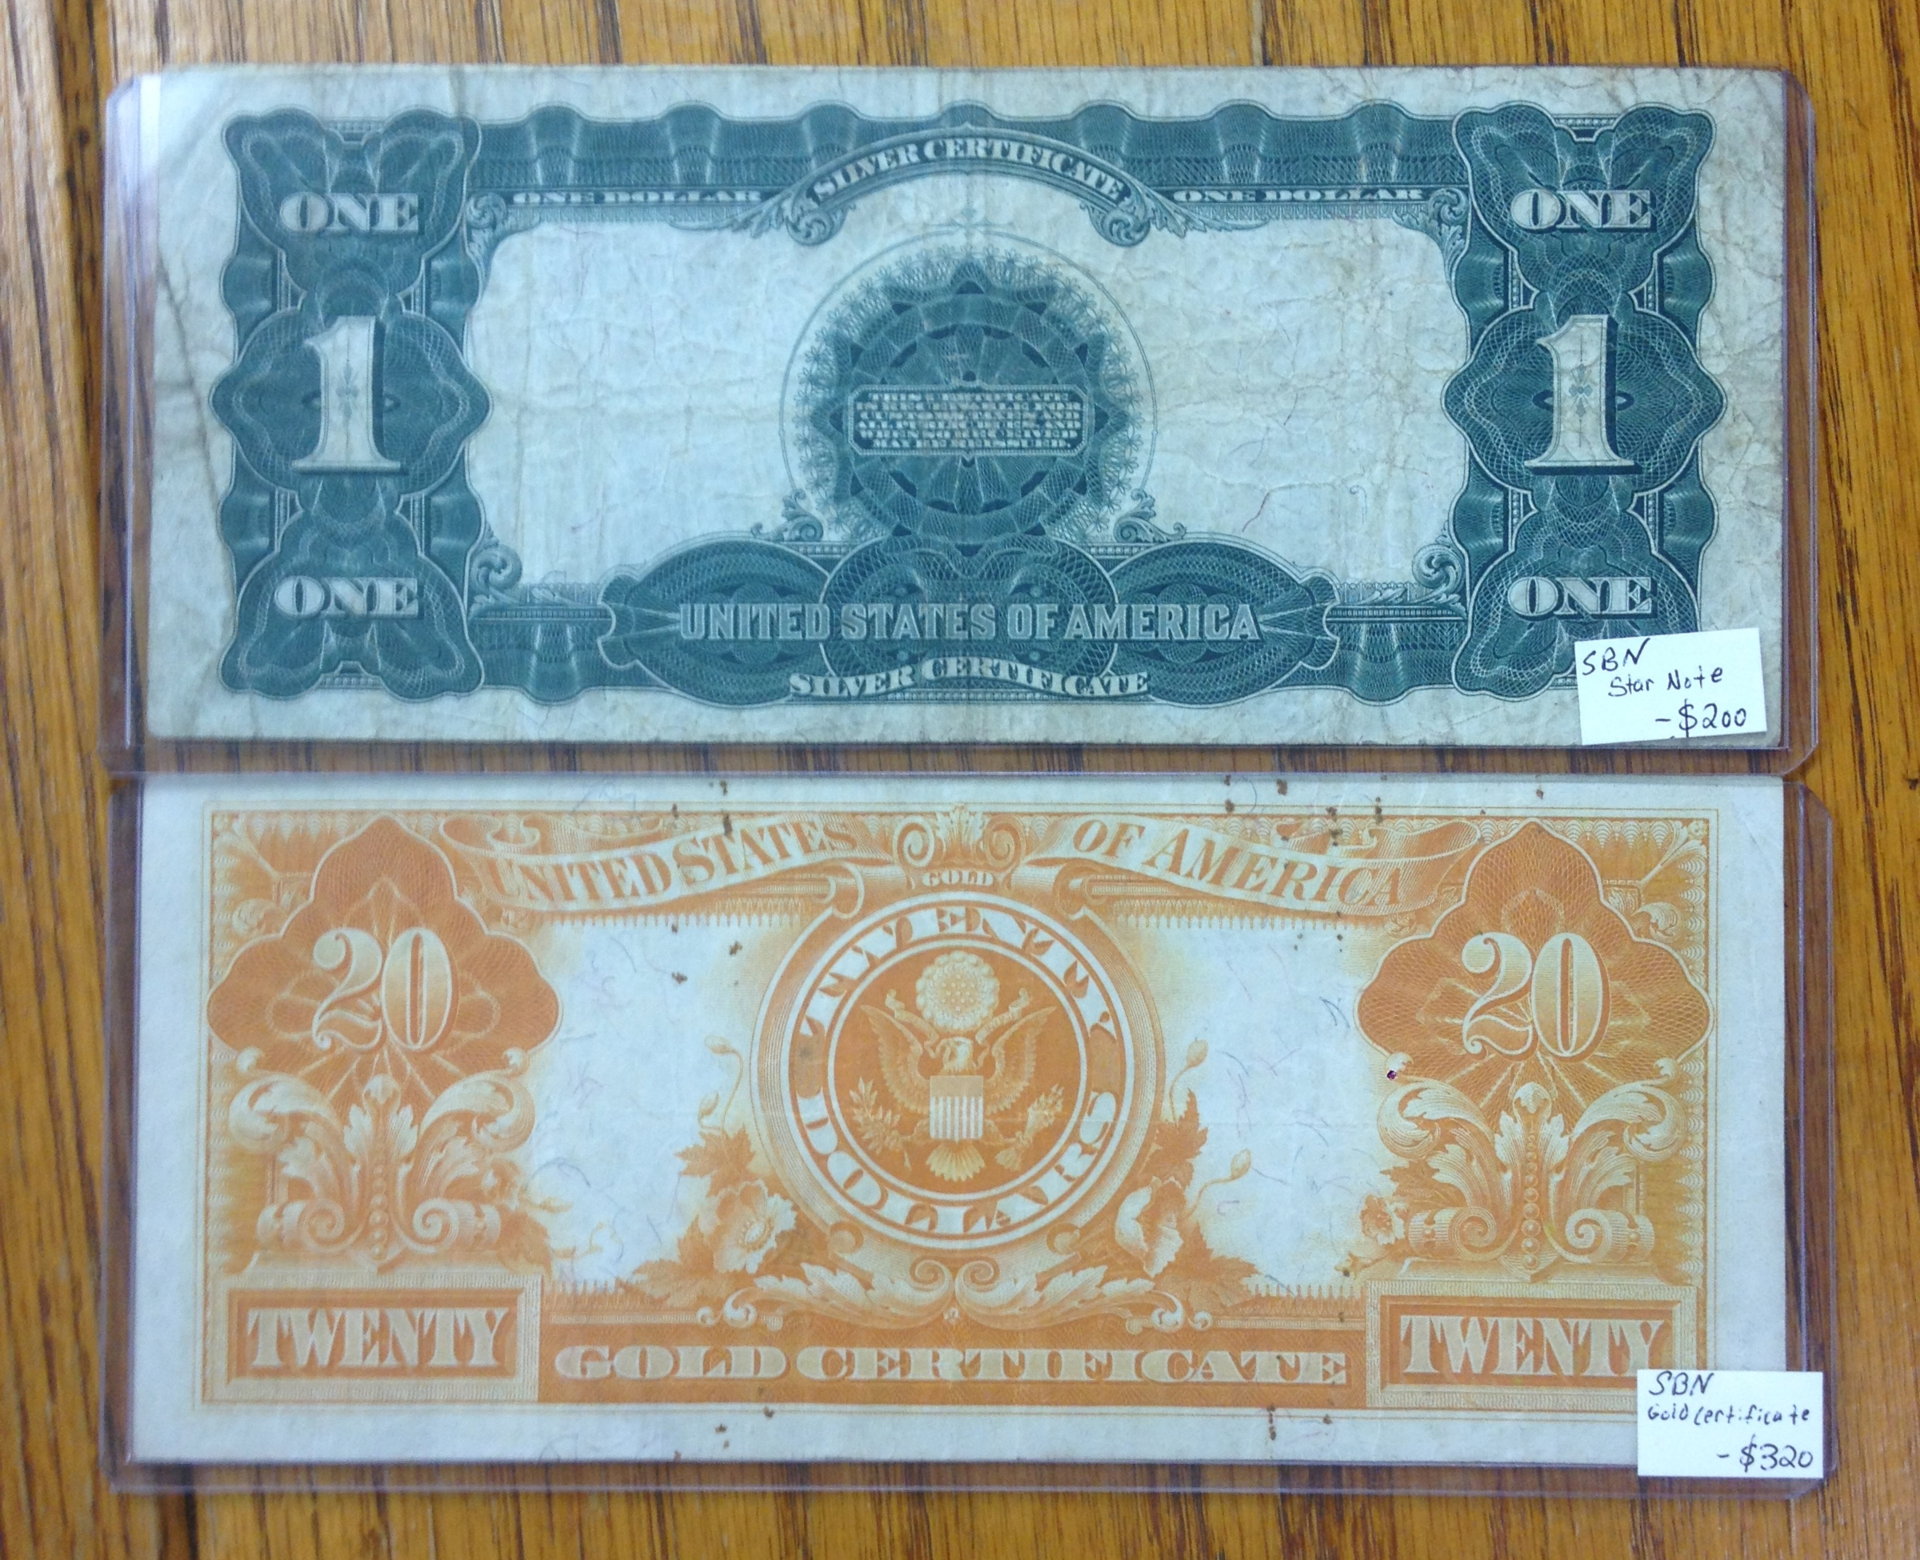 SILVER CERTIFICATE
ONE ONE DOLLAR ONE DOLLAR ONE
1 1
ONE ONE
UNITED STATES OF AMERICA
SILVER CERTIFICATE
SBN
Star Note
- $200
UNITED STATES OF AMERICA
GOLD
20 TWENTY 20
DOLLARS
TWENTY TWENTY
GOLD CERTIFICATE
SBN
Gold Certificate
- $320